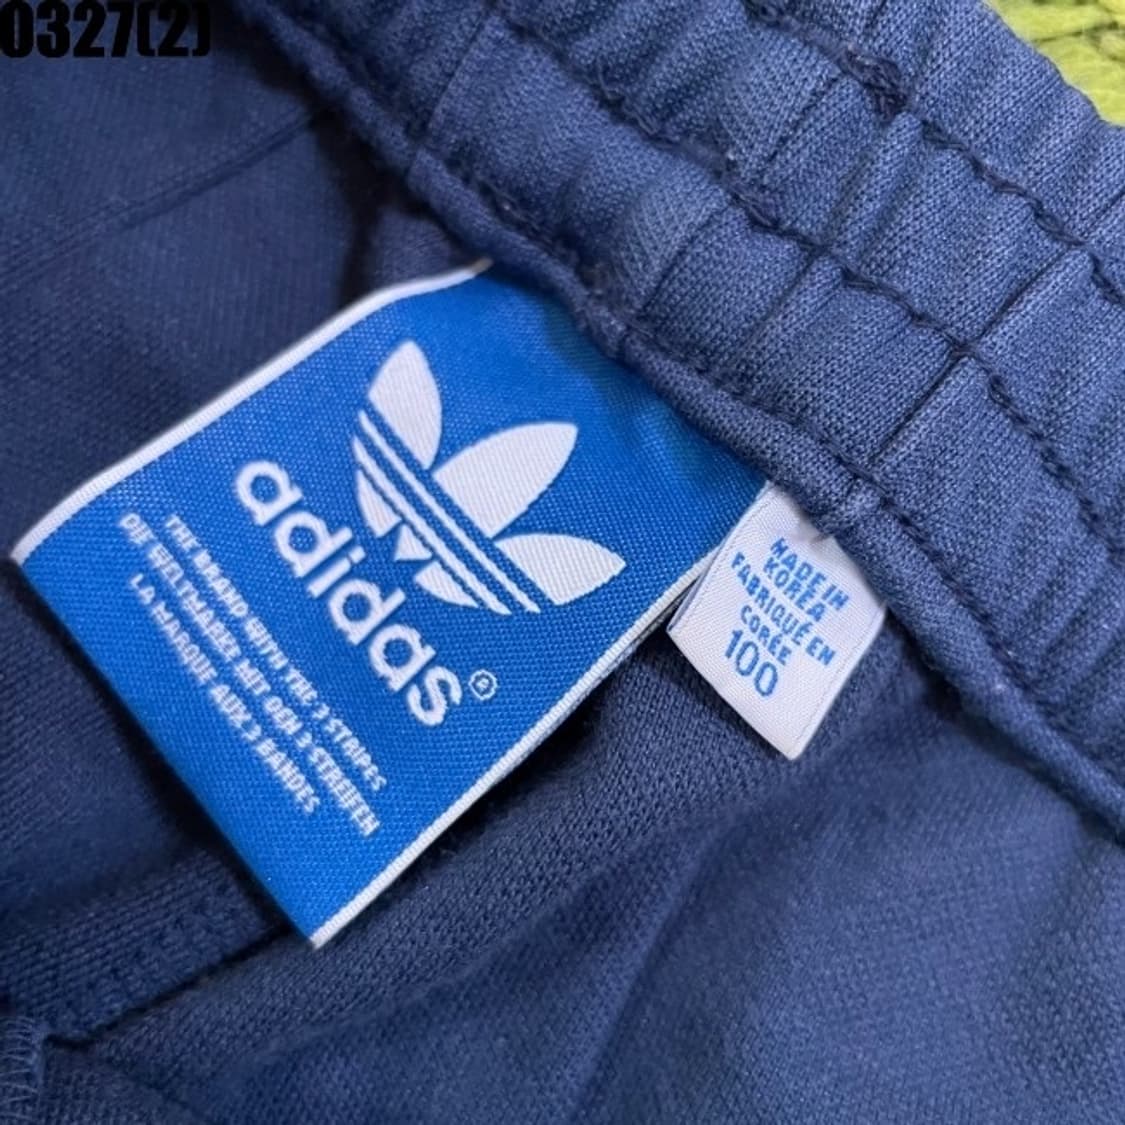 0327(2)
adidas®
THE BRAND WITH THE 3 STRIPES
DIE WELTMARKE MIT DEN 3 STREIFEN
LA MARQUE AUX 3 BANDES
MADE IN
KOREA
FABRIQUÉ EN
CORÉE
100